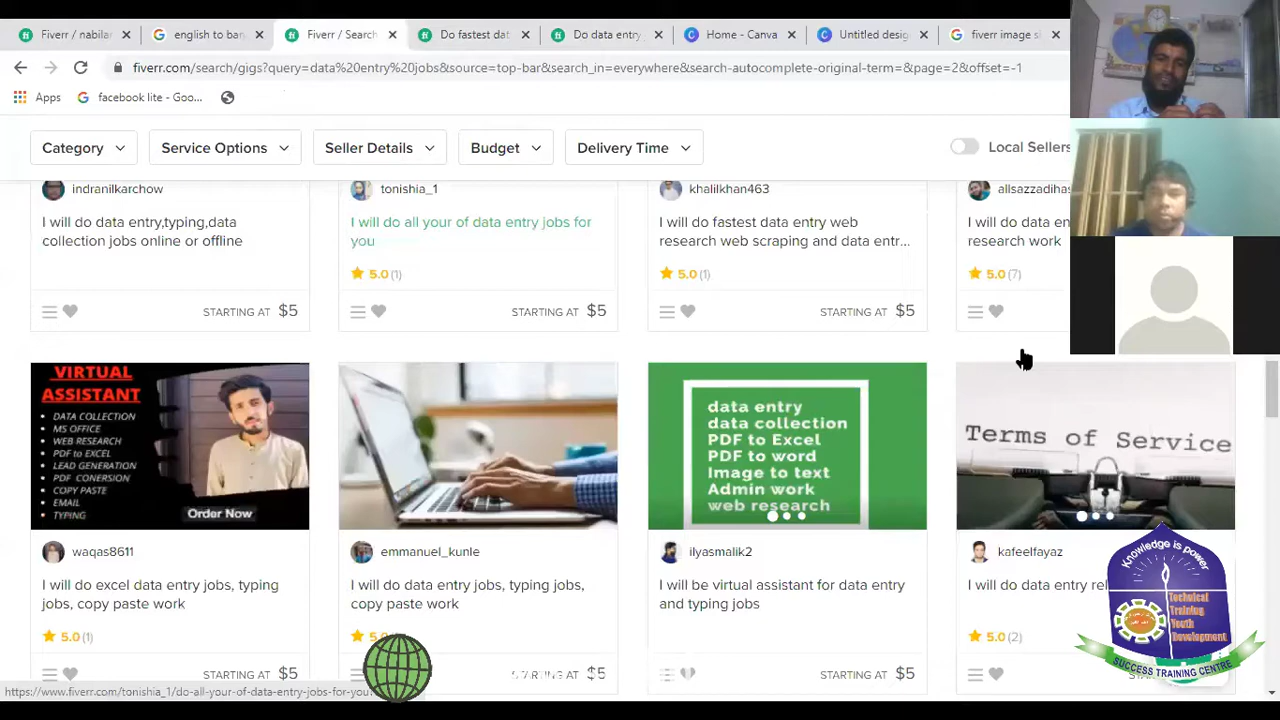 Fiverr / nabila
english to ban
Fiverr / Search
Do fastest dat
Do data entry
Home - Canva
Untitled desig
fiverr image s
fiverr.com/search/gigs?query=data%20entry%20jobs&source=top-bar&search_in=everywhere&search-autocomplete-original-term=&page=2&offset=-1
Apps
facebook lite - Goo...
Category
Service Options
Seller Details
Budget
Delivery Time
Local Sellers
indranilkarchow
tonishia_1
khalilkhan463
allsazzadihas
I will do data entry,typing,data
collection jobs online or offline
I will do all your of data entry jobs for
you
I will do fastest data entry web
research web scraping and data entr...
I will do data en
research work
5.0 (1)
5.0 (1)
5.0 (7)
STARTING AT $5
STARTING AT $5
STARTING AT $5
VIRTUAL
ASSISTANT
• DATA COLLECTION
• MS OFFICE
• WEB RESEARCH
• PDF to EXCEL
• LEAD GENERATION
• PDF CONERSION
• COPY PASTE
• EMAIL
• TYPING
Order Now
data entry
data collection
PDF to Excel
PDF to word
Image to text
Admin work
web research
Terms of Service
waqas8611
emmanuel_kunle
ilyasmalik2
kafeelfayaz
I will do excel data entry jobs, typing
jobs, copy paste work
I will do data entry jobs, typing jobs,
copy paste work
I will be virtual assistant for data entry
and typing jobs
I will do data entry rel
5.0 (1)
5.0
5.0 (2)
STARTING AT $5
$5
STARTING AT $5
https://www.fiverr.com/tonishia_1/do-all-your-of-data-entry-jobs-for-you
Knowledge is power
Technical
Training
Youth
Development
SUCCESS TRAINING CENTRE